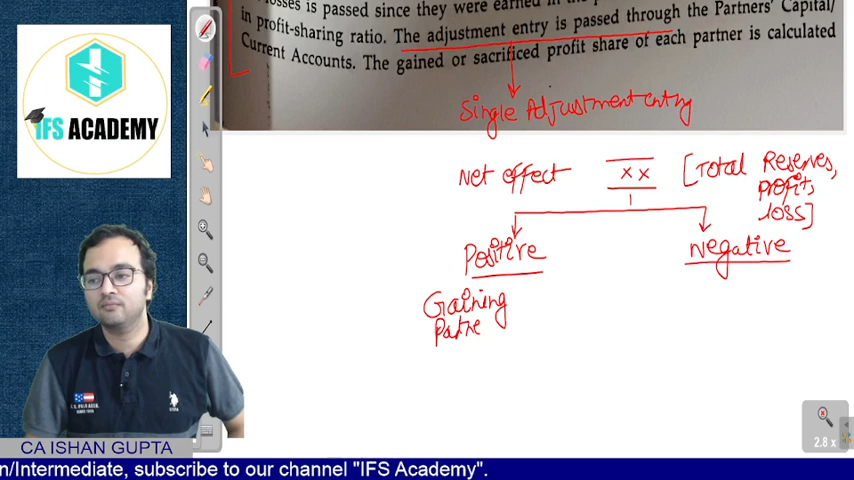 losses is passed since they were earned in the
in profit-sharing ratio. The adjustment entry is passed through the Partners' Capital/
Current Accounts. The gained or sacrificed profit share of each partner is calculated
IFS ACADEMY
Single Adjustment entry
Net effect xx [Total Reserves,
profits,
loss]
Positive Negative
Gaining
Partne
CA ISHAN GUPTA
2.8 x
n/Intermediate, subscribe to our channel "IFS Academy".